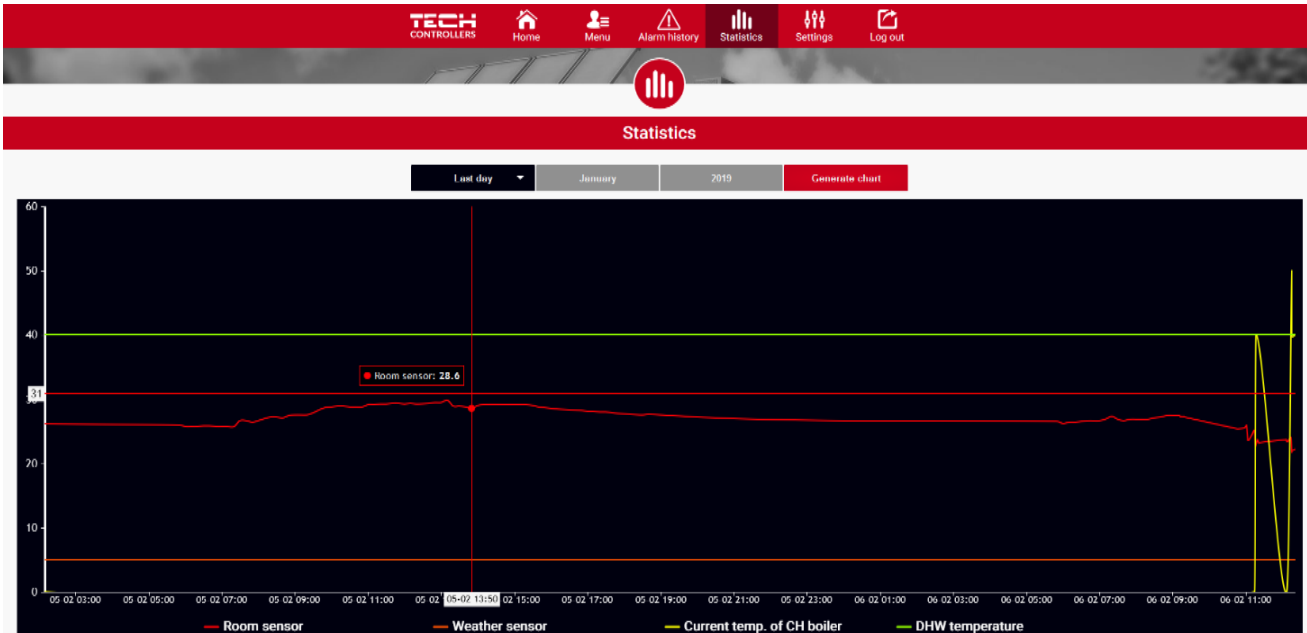 TECH
CONTROLLERS
Home
Menu
Alarm history
Statistics
Settings
Log out
Statistics
Last day
January
2019
Generate chart
60
50
40
Room sensor: 28.6
31
30
20
10
0
05 02 03:00 05 02 05:00 05 02 07:00 05 02 09:00 05 02 11:00 05 02 05-02 13:50 02 15:00 05 02 17:00 05 02 19:00 05 02 21:00 05 02 23:00 06 02 01:00 06 02 03:00 06 02 05:00 06 02 07:00 06 02 09:00 06 02 11:00
Room sensor Weather sensor Current temp. of CH boiler DHW temperature